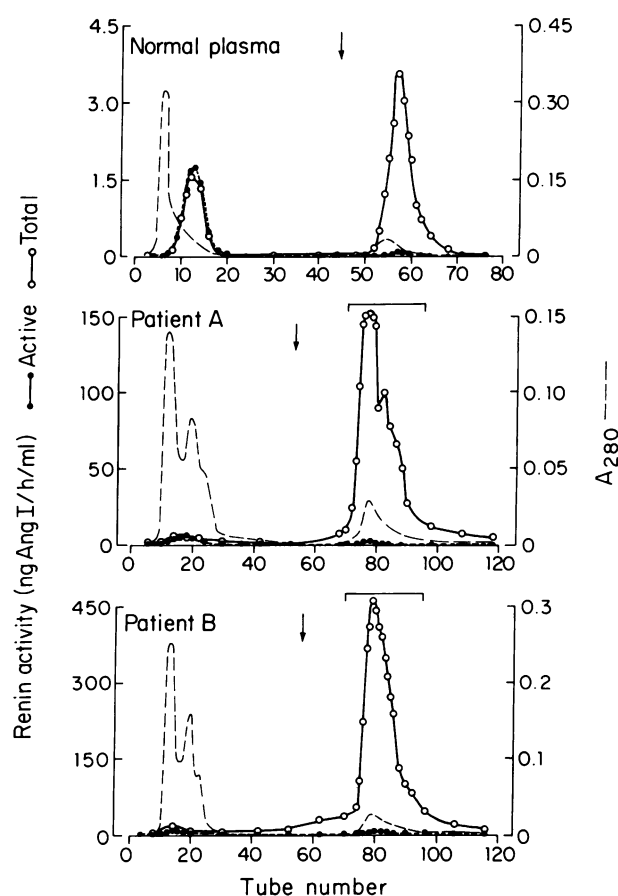 Normal plasma
4.5
3.0
1.5
0
0.45
0.30
0.15
0
0 10 20 30 40 50 60 70 80
Patient A
150
100
50
0
0.15
0.10
0.05
0
0 20 40 60 80 100 120
Patient B
450
300
150
0
0.3
0.2
0.1
0
0 20 40 60 80 100 120
Tube number
Renin activity (ngAngI/h/ml) Active Total
A280